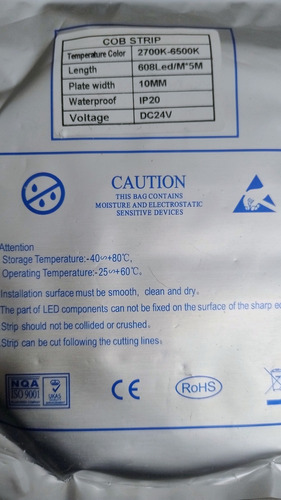 COB STRIP
Temperature Color 2700K-6500K
Length 608Led/M*5M
Plate width 10MM
Waterproof IP20
Voltage DC24V
CAUTION
THIS BAG CONTAINS
MOISTURE AND ELECTROSTATIC
SENSITIVE DEVICES
Attention
Storage Temperature:-40∽+80℃,
Operating Temperature:-25∽+60℃。
Installation surface must be smooth, clean and dry。
The part of LED components can not be fixed on the surface of the sharp
Strip should not be collided or crushed。
Strip can be cut following the cutting lines。
NQA
ISO 9001
UKAS
CE
RoHS